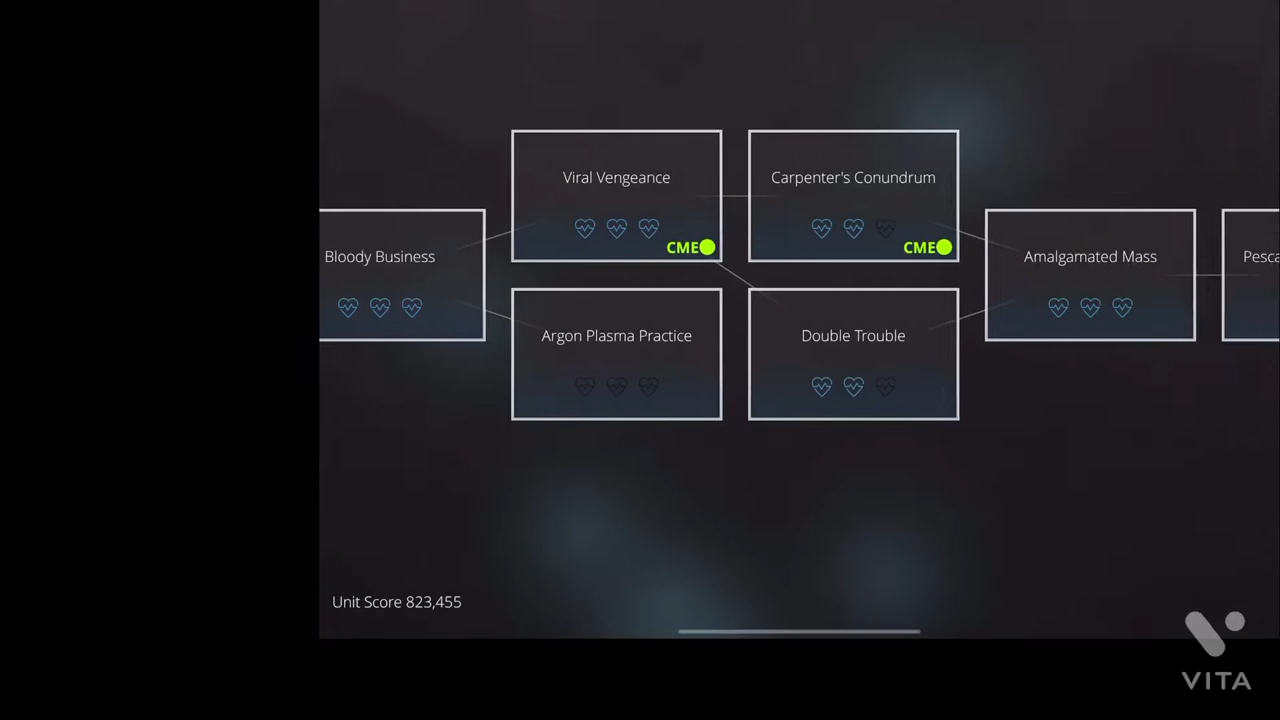 Viral Vengeance
CME
Carpenter's Conundrum
CME
Bloody Business
Amalgamated Mass
Pesca
Argon Plasma Practice
Double Trouble
Unit Score 823,455
VITA